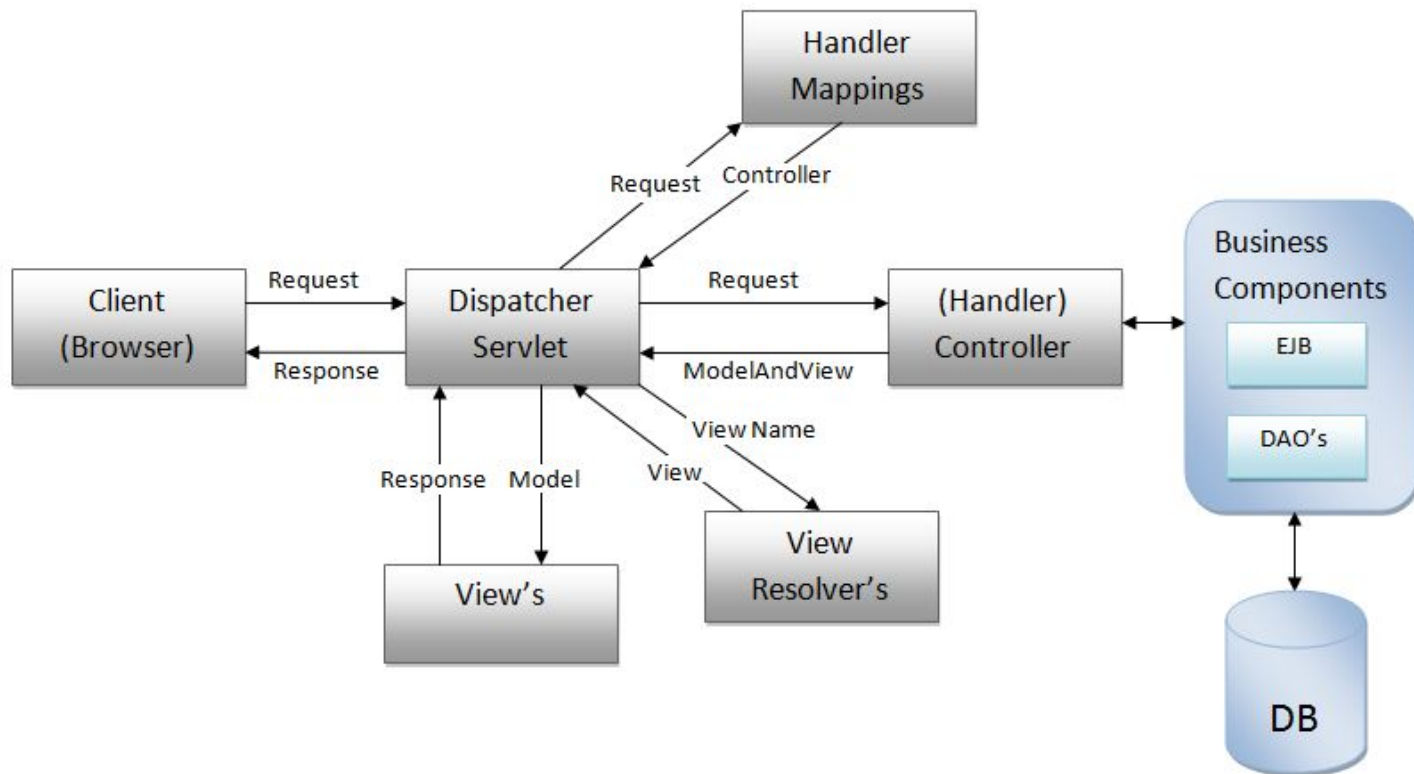 Handler
Mappings
Request
Controller
Client
(Browser)
Request
Response
Dispatcher
Servlet
Request
ModelAndView
(Handler)
Controller
Business
Components
EJB
DAO's
View Name
View
Response
Model
View's
View
Resolver's
DB